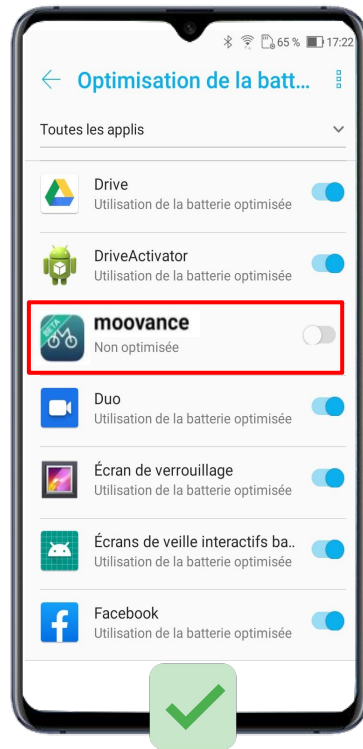 65 % 17:22
Optimisation de la batt...
Toutes les applis
Drive
Utilisation de la batterie optimisée
DriveActivator
Utilisation de la batterie optimisée
BETA
moovance
Non optimisée
Duo
Utilisation de la batterie optimisée
Écran de verrouillage
Utilisation de la batterie optimisée
Écrans de veille interactifs ba..
Utilisation de la batterie optimisée
Facebook
Utilisation de la batterie optimisée